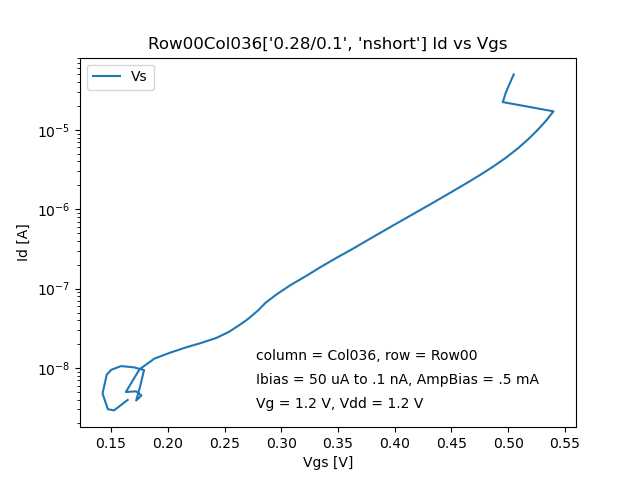 Row00Col036['0.28/0.1', 'nshort'] Id vs Vgs
Vs
10⁻⁵
10⁻⁶
10⁻⁷
10⁻⁸
Id [A]
column = Col036, row = Row00
Ibias = 50 uA to .1 nA, AmpBias = .5 mA
Vg = 1.2 V, Vdd = 1.2 V
0.15 0.20 0.25 0.30 0.35 0.40 0.45 0.50 0.55
Vgs [V]